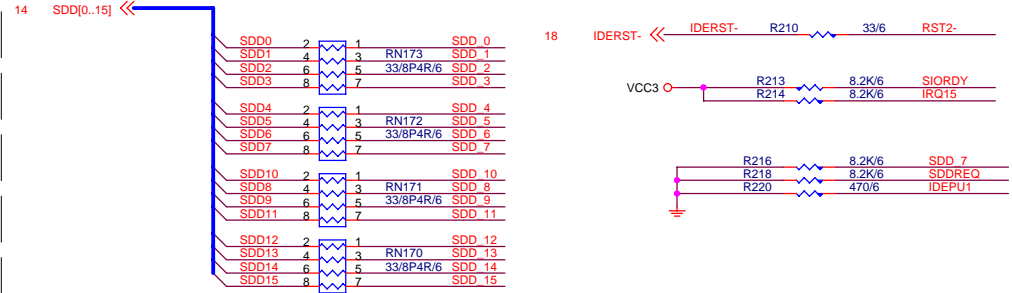 14 SDD[0..15]
SDD0 2 1 SDD_0
SDD1 4 3 RN173 SDD_1
SDD2 6 5 33/8P4R/6 SDD_2
SDD3 8 7 SDD_3
SDD4 2 1 SDD_4
SDD5 4 3 RN172 SDD_5
SDD6 6 5 33/8P4R/6 SDD_6
SDD7 8 7 SDD_7
SDD10 2 1 SDD_10
SDD8 4 3 RN171 SDD_8
SDD9 6 5 33/8P4R/6 SDD_9
SDD11 8 7 SDD_11
SDD12 2 1 SDD_12
SDD13 4 3 RN170 SDD_13
SDD14 6 5 33/8P4R/6 SDD_14
SDD15 8 7 SDD_15
18 IDERST- IDERST- R210 33/6 RST2-
VCC3 R213 8.2K/6 SIORDY
R214 8.2K/6 IRQ15
R216 8.2K/6 SDD_7
R218 8.2K/6 SDDREQ
R220 470/6 IDEPU1